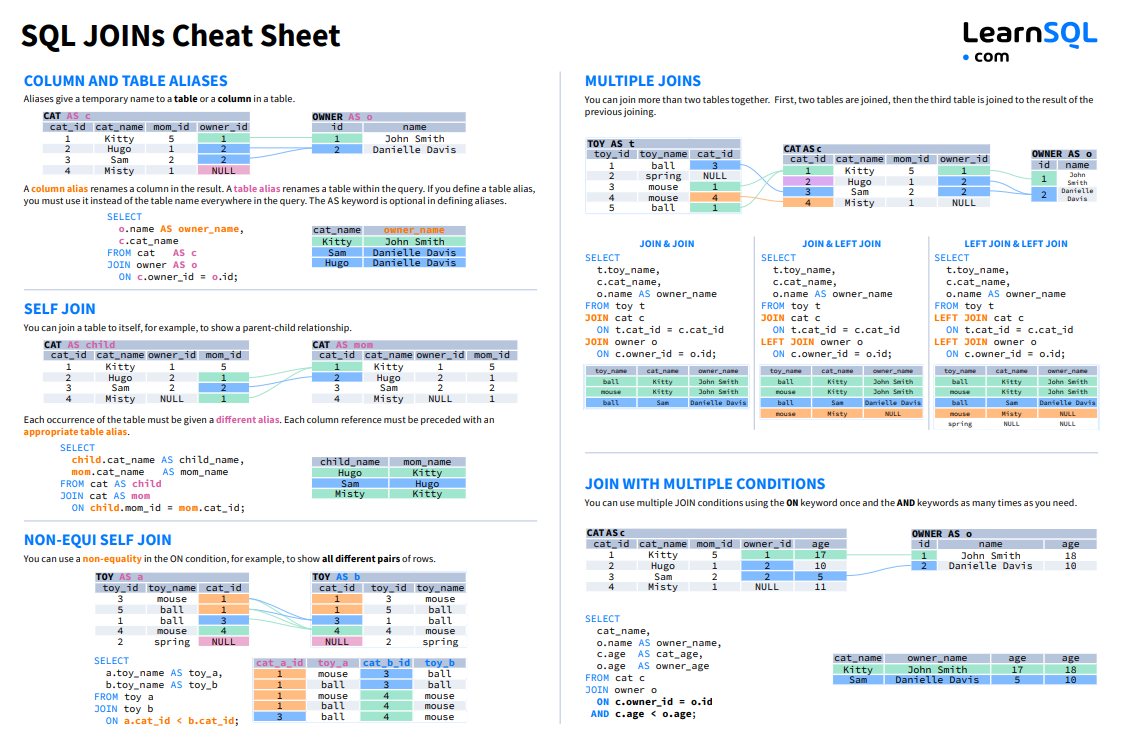 SQL JOINs Cheat Sheet
LearnSQL
• com
COLUMN AND TABLE ALIASES
Aliases give a temporary name to a table or a column in a table.
CAT AS c
cat_id cat_name mom_id owner_id
1 Kitty 5 1
2 Hugo 1 2
3 Sam 2 2
4 Misty 1 NULL
OWNER AS o
id name
1 John Smith
2 Danielle Davis
A column alias renames a column in the result. A table alias renames a table within the query. If you define a table alias,
you must use it instead of the table name everywhere in the query. The AS keyword is optional in defining aliases.
SELECT
o.name AS owner_name,
c.cat_name
FROM cat AS c
JOIN owner AS o
ON c.owner_id = o.id;
cat_name owner_name
Kitty John Smith
Sam Danielle Davis
Hugo Danielle Davis
SELF JOIN
You can join a table to itself, for example, to show a parent-child relationship.
CAT AS child
cat_id cat_name owner_id mom_id
1 Kitty 1 5
2 Hugo 2 1
3 Sam 2 2
4 Misty NULL 1
CAT AS mom
cat_id cat_name owner_id mom_id
1 Kitty 1 5
2 Hugo 2 1
3 Sam 2 2
4 Misty NULL 1
Each occurrence of the table must be given a different alias. Each column reference must be preceded with an
appropriate table alias.
SELECT
child.cat_name AS child_name,
mom.cat_name AS mom_name
FROM cat AS child
JOIN cat AS mom
ON child.mom_id = mom.cat_id;
child_name mom_name
Hugo Kitty
Sam Hugo
Misty Kitty
NON-EQUI SELF JOIN
You can use a non-equality in the ON condition, for example, to show all different pairs of rows.
TOY AS a
toy_id toy_name cat_id
3 mouse 1
5 ball 1
1 ball 3
4 mouse 4
2 spring NULL
TOY AS b
cat_id toy_id toy_name
1 3 mouse
1 5 ball
3 1 ball
4 4 mouse
NULL 2 spring
SELECT
a.toy_name AS toy_a,
b.toy_name AS toy_b
FROM toy a
JOIN toy b
ON a.cat_id < b.cat_id;
cat_a_id toy_a cat_b_id toy_b
1 mouse 3 ball
1 ball 3 ball
1 mouse 4 mouse
1 ball 4 mouse
3 ball 4 mouse
MULTIPLE JOINS
You can join more than two tables together. First, two tables are joined, then the third table is joined to the result of the
previous joining.
TOY AS t
toy_id toy_name cat_id
1 ball 3
2 spring NULL
3 mouse 1
4 mouse 4
5 ball 1
CAT AS c
cat_id cat_name mom_id owner_id
1 Kitty 5 1
2 Hugo 1 2
3 Sam 2 2
4 Misty 1 NULL
OWNER AS o
id name
1 John
Smith
2 Danielle
Davis
JOIN & JOIN
SELECT
t.toy_name,
c.cat_name,
o.name AS owner_name
FROM toy t
JOIN cat c
ON t.cat_id = c.cat_id
JOIN owner o
ON c.owner_id = o.id;
toy_name cat_name owner_name
ball Kitty John Smith
mouse Kitty John Smith
ball Sam Danielle Davis
JOIN & LEFT JOIN
SELECT
t.toy_name,
c.cat_name,
o.name AS owner_name
FROM toy t
JOIN cat c
ON t.cat_id = c.cat_id
LEFT JOIN owner o
ON c.owner_id = o.id;
toy_name cat_name owner_name
ball Kitty John Smith
mouse Kitty John Smith
ball Sam Danielle Davis
mouse Misty NULL
LEFT JOIN & LEFT JOIN
SELECT
t.toy_name,
c.cat_name,
o.name AS owner_name
FROM toy t
LEFT JOIN cat c
ON t.cat_id = c.cat_id
LEFT JOIN owner o
ON c.owner_id = o.id;
toy_name cat_name owner_name
ball Kitty John Smith
mouse Kitty John Smith
ball Sam Danielle Davis
mouse Misty NULL
spring NULL NULL
JOIN WITH MULTIPLE CONDITIONS
You can use multiple JOIN conditions using the ON keyword once and the AND keywords as many times as you need.
CAT AS c
cat_id cat_name mom_id owner_id age
1 Kitty 5 1 17
2 Hugo 1 2 10
3 Sam 2 2 5
4 Misty 1 NULL 11
OWNER AS o
id name age
1 John Smith 18
2 Danielle Davis 10
SELECT
cat_name,
o.name AS owner_name,
c.age AS cat_age,
o.age AS owner_age
FROM cat c
JOIN owner o
ON c.owner_id = o.id
AND c.age < o.age;
cat_name owner_name age age
Kitty John Smith 17 18
Sam Danielle Davis 5 10